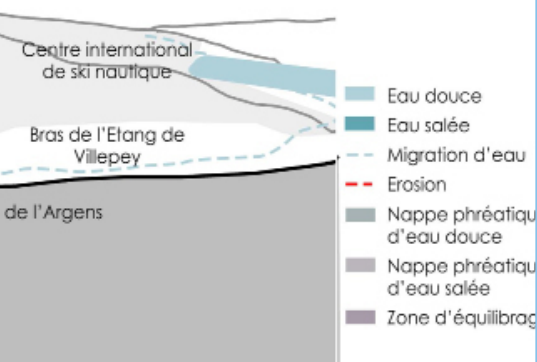 Centre international
de ski nautique
Bras de l'Etang de
Villepey
de l'Argens
Eau douce
Eau salée
Migration d'eau
Erosion
Nappe phréatiqu
d'eau douce
Nappe phréatiqu
d'eau salée
Zone d'équilibrag